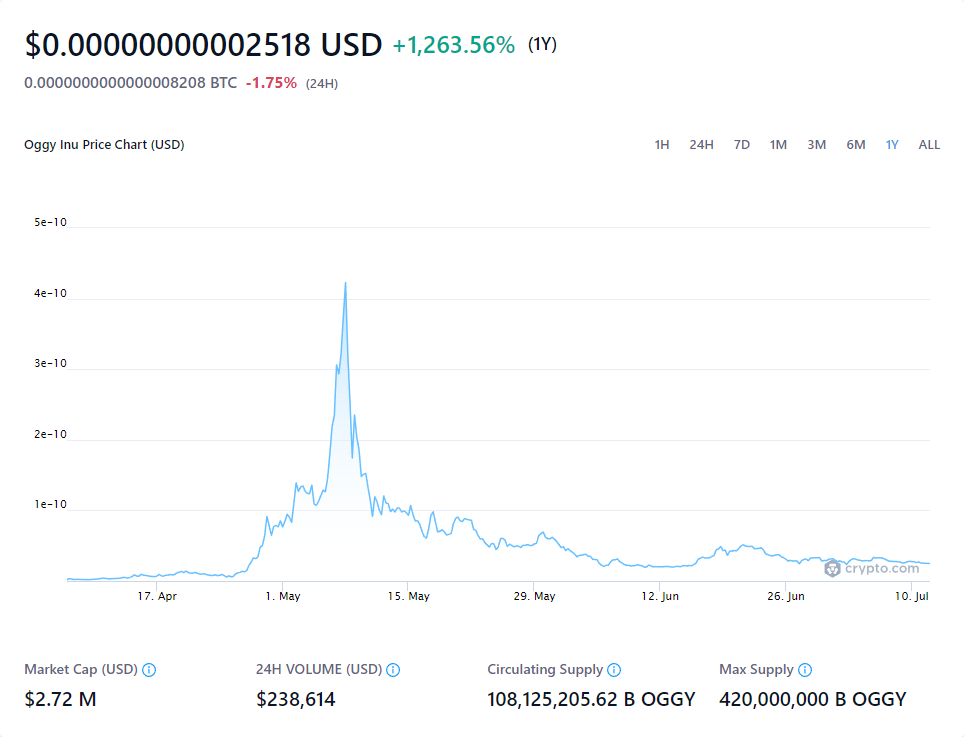 $0.00000000002518 USD +1,263.56% (1Y)
0.0000000000000008208 BTC -1.75% (24H)
Oggy Inu Price Chart (USD) 1H 24H 7D 1M 3M 6M 1Y ALL
5e-10
4e-10
3e-10
2e-10
1e-10
crypto.com
17. Apr 1. May 15. May 29. May 12. Jun 26. Jun 10. Jul
Market Cap (USD) 24H VOLUME (USD) Circulating Supply Max Supply
$2.72 M $238,614 108,125,205.62 B OGGY 420,000,000 B OGGY